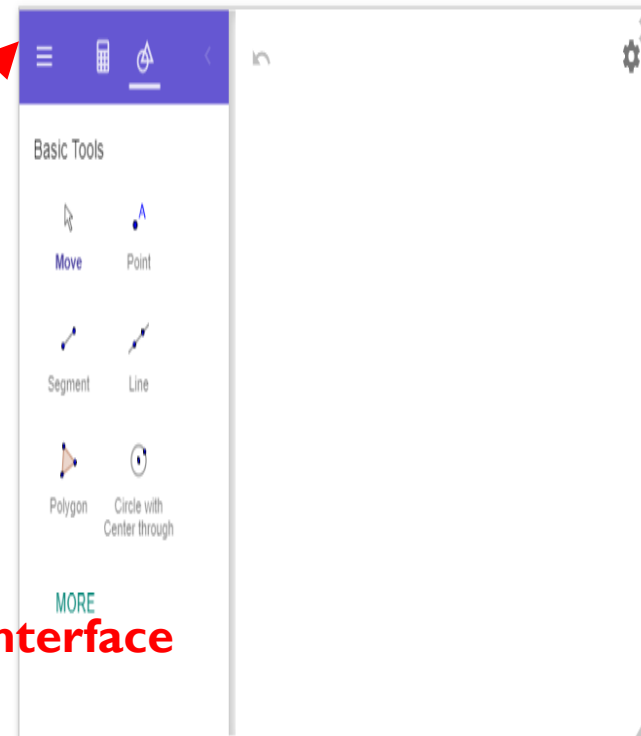 Basic Tools
A
Move
Point
Segment
Line
Polygon
Circle with
Center through
MORE
nterface